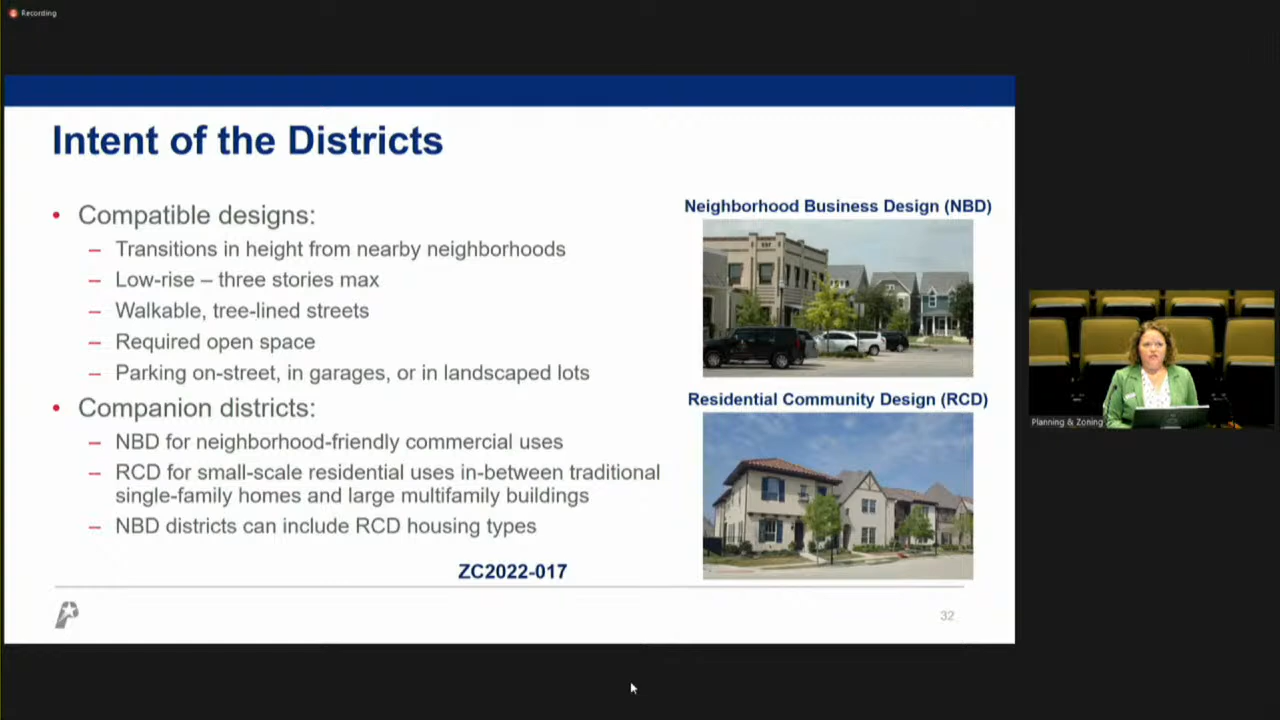 Recording
Intent of the Districts
• Compatible designs:
– Transitions in height from nearby neighborhoods
– Low-rise – three stories max
– Walkable, tree-lined streets
– Required open space
– Parking on-street, in garages, or in landscaped lots
• Companion districts:
– NBD for neighborhood-friendly commercial uses
– RCD for small-scale residential uses in-between traditional
single-family homes and large multifamily buildings
– NBD districts can include RCD housing types
ZC2022-017
Neighborhood Business Design (NBD)
Residential Community Design (RCD)
32
Planning & Zoning